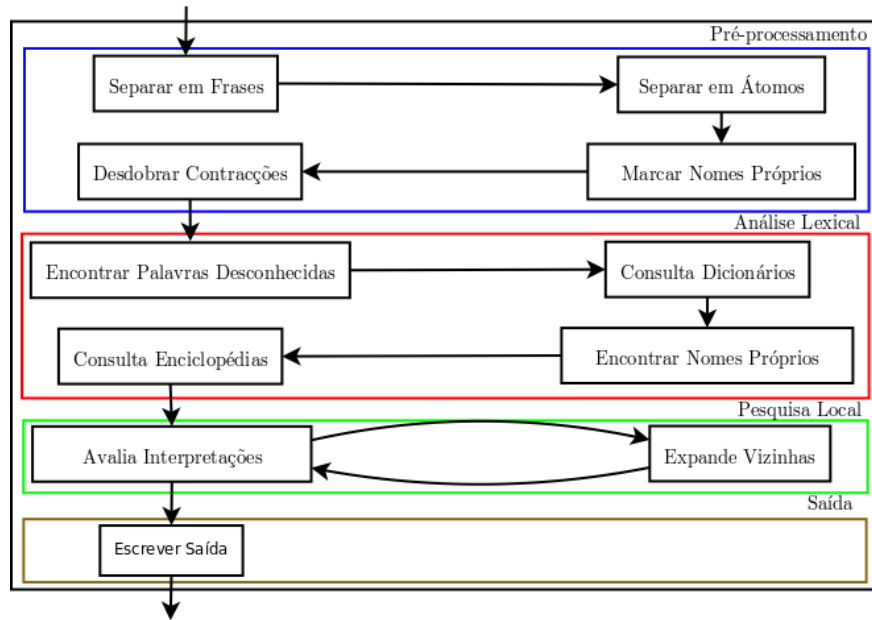 Pré-processamento
Separar em Frases
Separar em Átomos
Desdobrar Contracções
Marcar Nomes Próprios
Análise Lexical
Encontrar Palavras Desconhecidas
Consulta Dicionários
Consulta Enciclopédias
Encontrar Nomes Próprios
Pesquisa Local
Avalia Interpretações
Expande Vizinhas
Saída
Escrever Saída